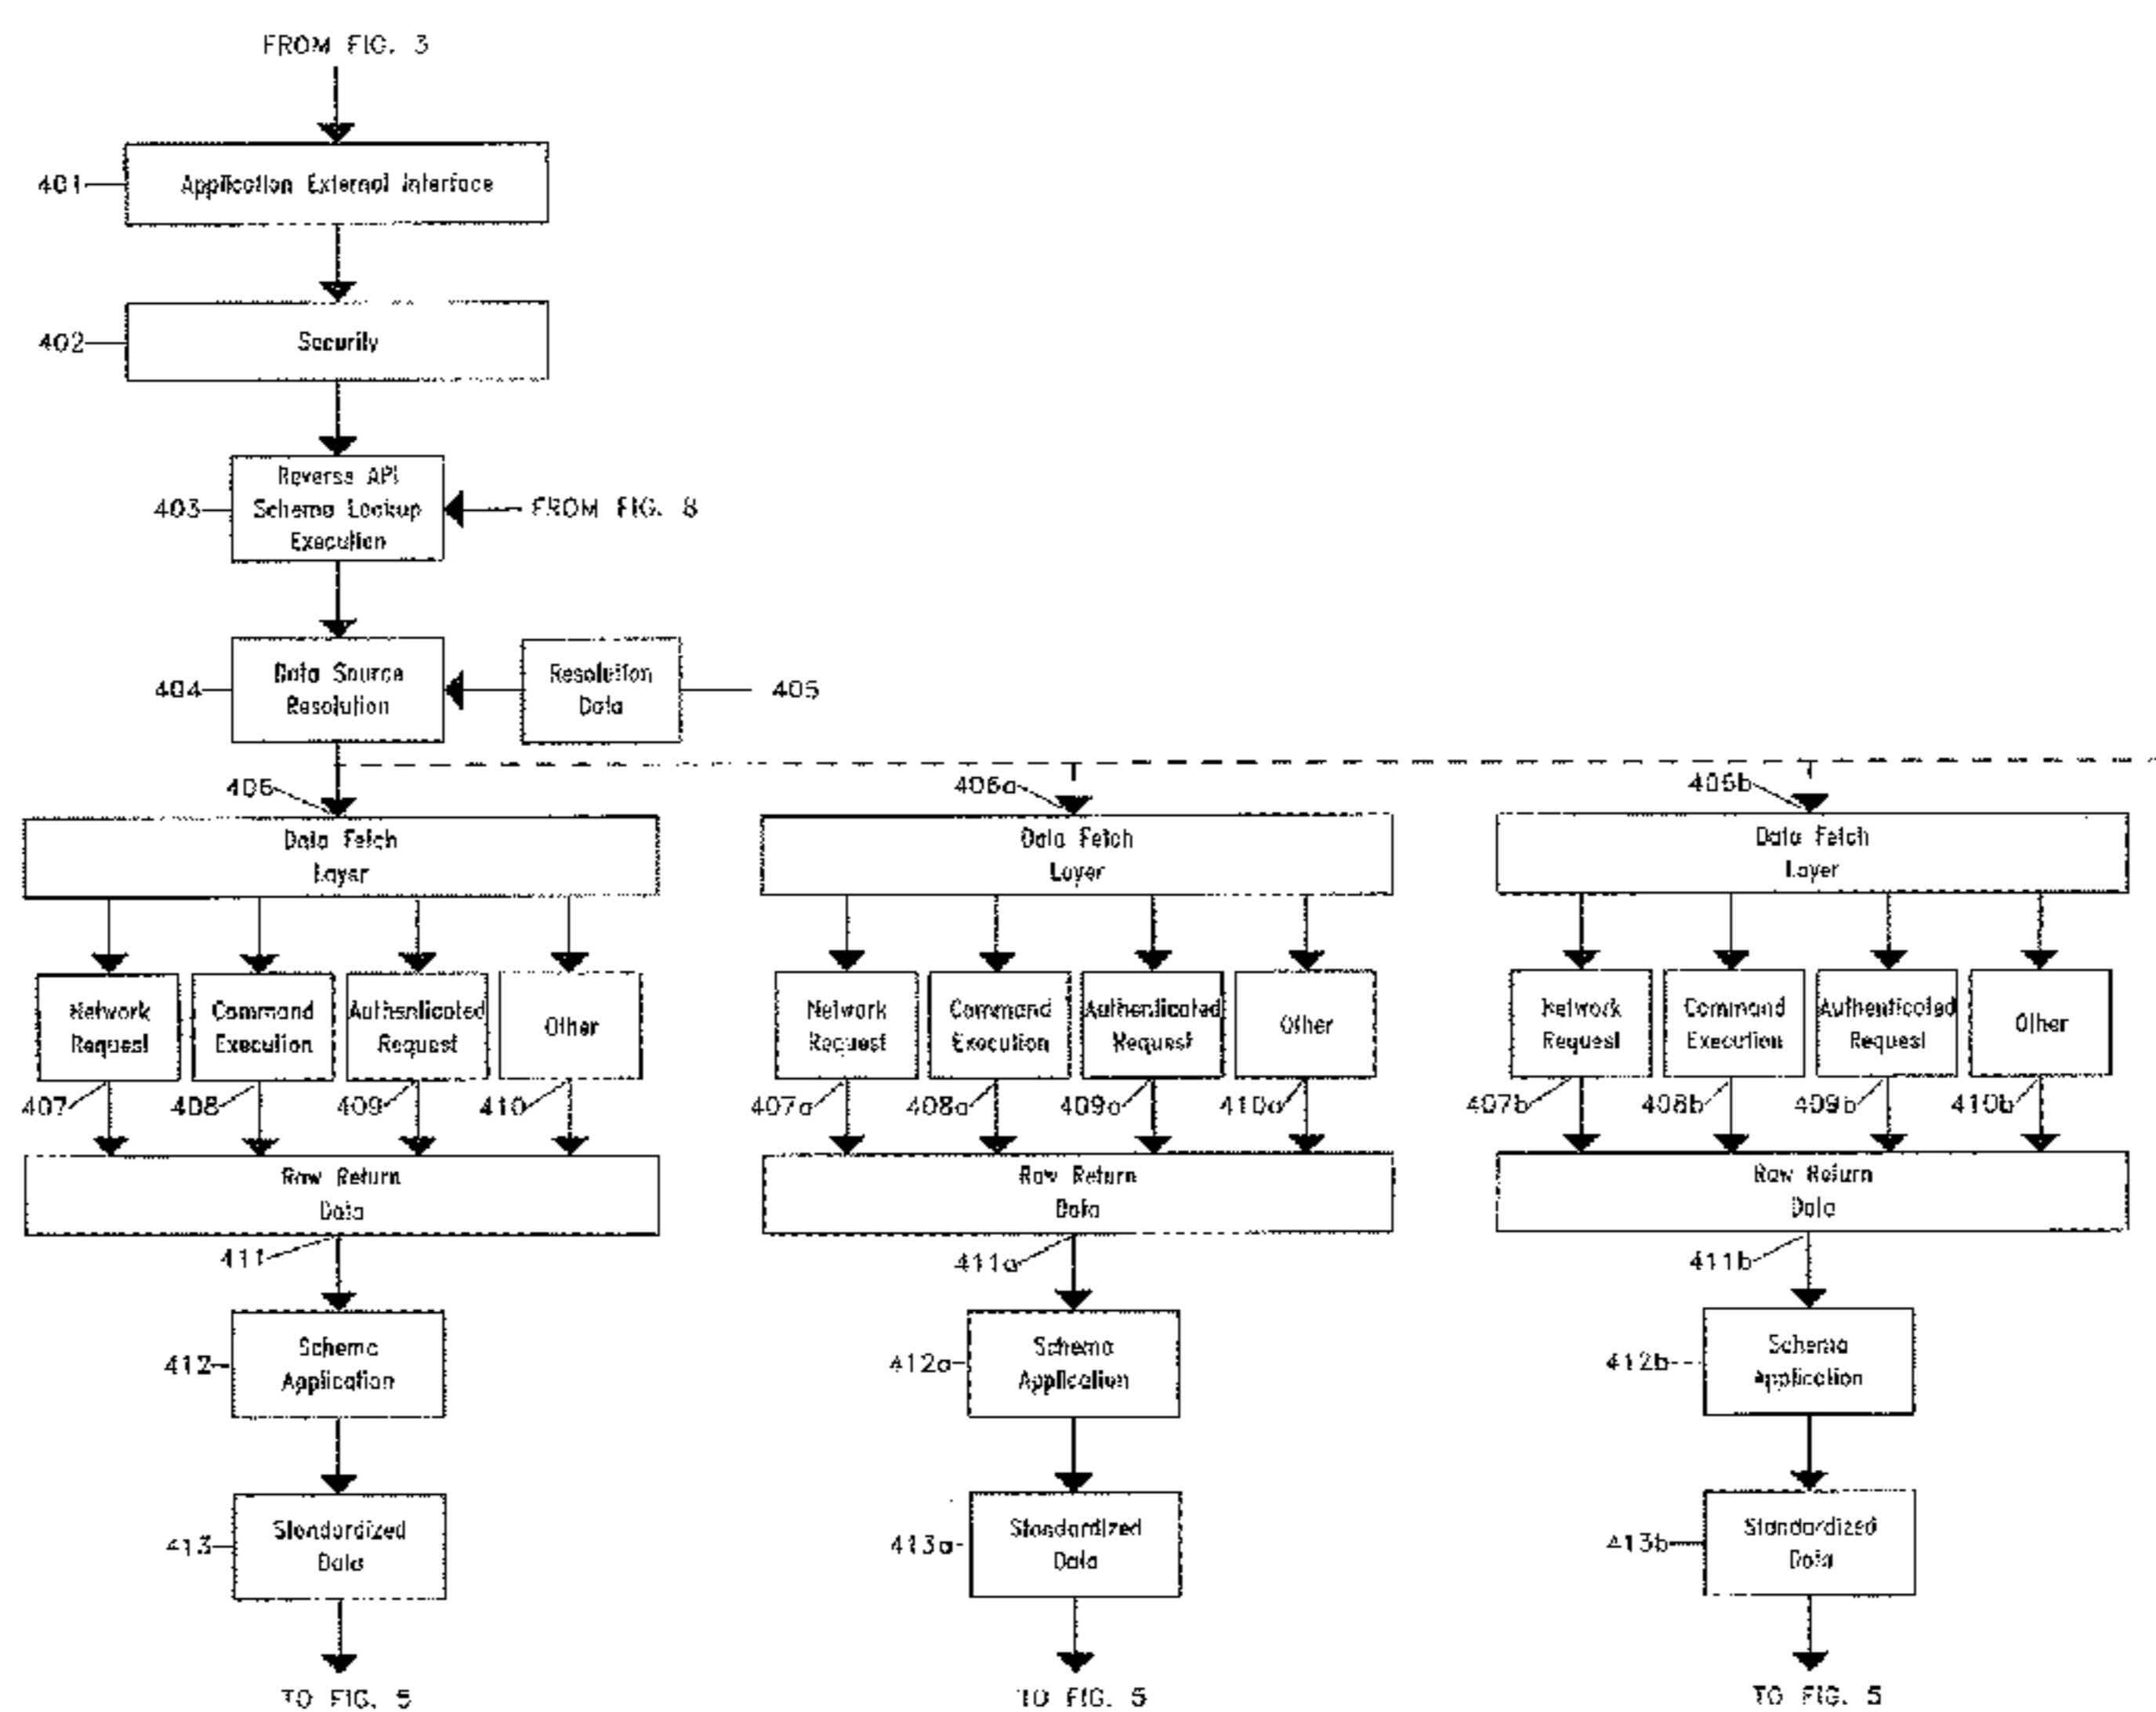 FROM FIG. 3
401
Application External Interface
402
Security
403
Reverse API
Schema Lookup
Execution
FROM FIG. 8
404
Data Source
Resolution
Resolution
Data
405
406
406a
406b
Data Fetch
Layer
Data Fetch
Layer
Data Fetch
Layer
Network
Request
Command
Execution
Authenticated
Request
Other
Network
Request
Command
Execution
Authenticated
Request
Other
Network
Request
Command
Execution
Authenticated
Request
Other
407
408
409
410
407a
408a
409a
410a
407b
408b
409b
410b
Raw Return
Data
Raw Return
Data
Raw Return
Data
411
411a
411b
412
Schema
Application
412a
Schema
Application
412b
Schema
Application
413
Standardized
Data
413a
Standardized
Data
413b
Standardized
Data
TO FIG. 5
TO FIG. 5
TO FIG. 5